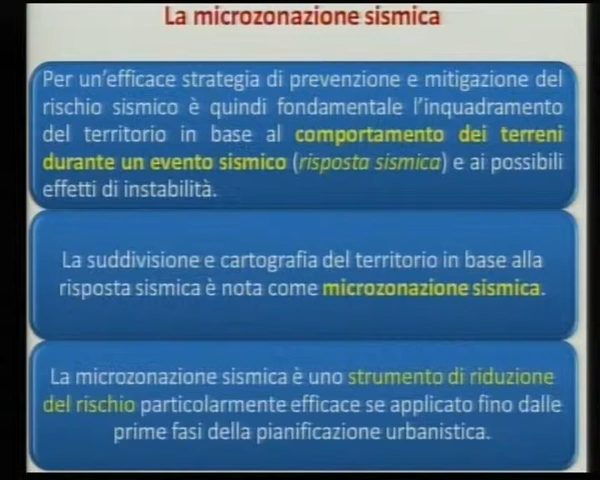 La microzonazione sismica
Per un'efficace strategia di prevenzione e mitigazione del
rischio sismico è quindi fondamentale l'inquadramento
del territorio in base al comportamento dei terreni
durante un evento sismico (risposta sismica) e ai possibili
effetti di instabilità.
La suddivisione e cartografia del territorio in base alla
risposta sismica è nota come microzonazione sismica.
La microzonazione sismica è uno strumento di riduzione
del rischio particolarmente efficace se applicato fino dalle
prime fasi della pianificazione urbanistica.